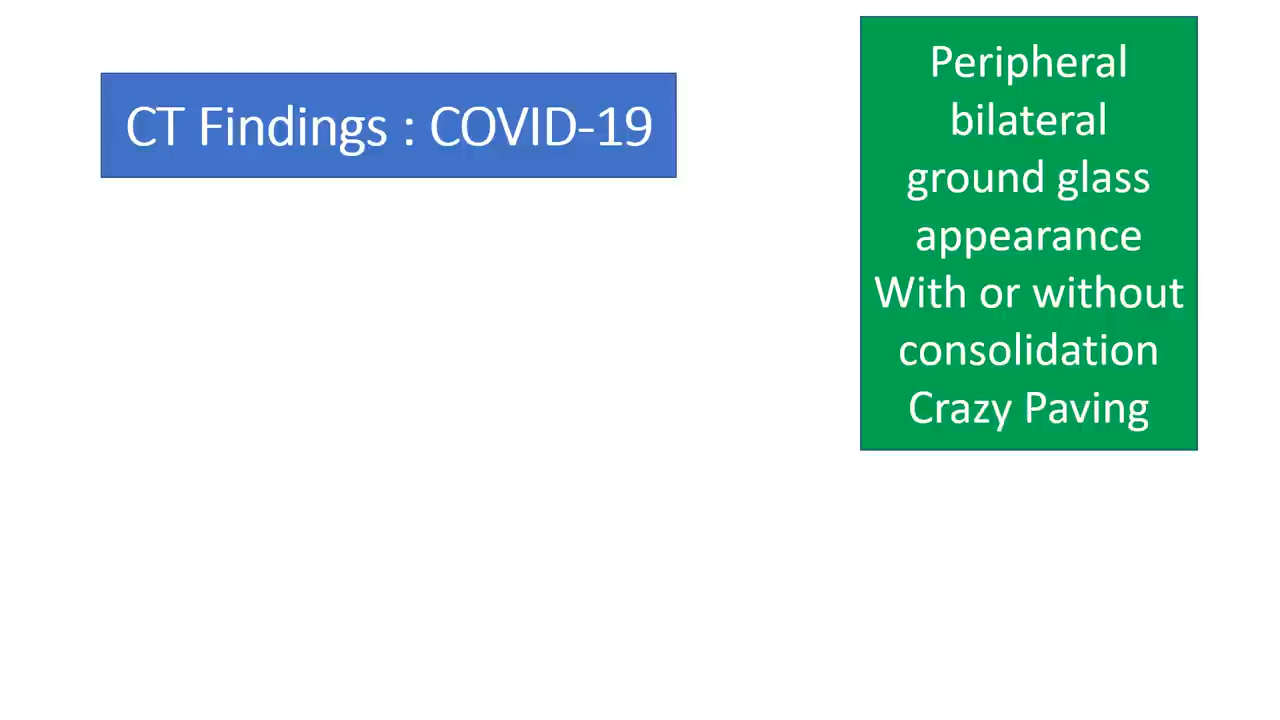 CT Findings : COVID-19
Peripheral
bilateral
ground glass
appearance
With or without
consolidation
Crazy Paving